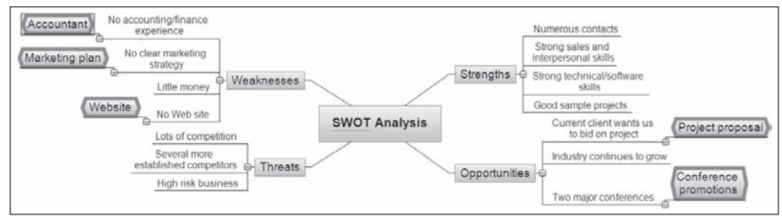 Accountant
No accounting/finance
experience
Marketing plan
No clear marketing
strategy
Little money
Website
No Web site
Weaknesses
Lots of competition
Several more
established competitors
High risk business
Threats
SWOT Analysis
Strengths
Numerous contacts
Strong sales and
interpersonal skills
Strong technical/software
skills
Good sample projects
Opportunities
Current client wants us
to bid on project
Project proposal
Industry continues to grow
Two major conferences
Conference
promotions